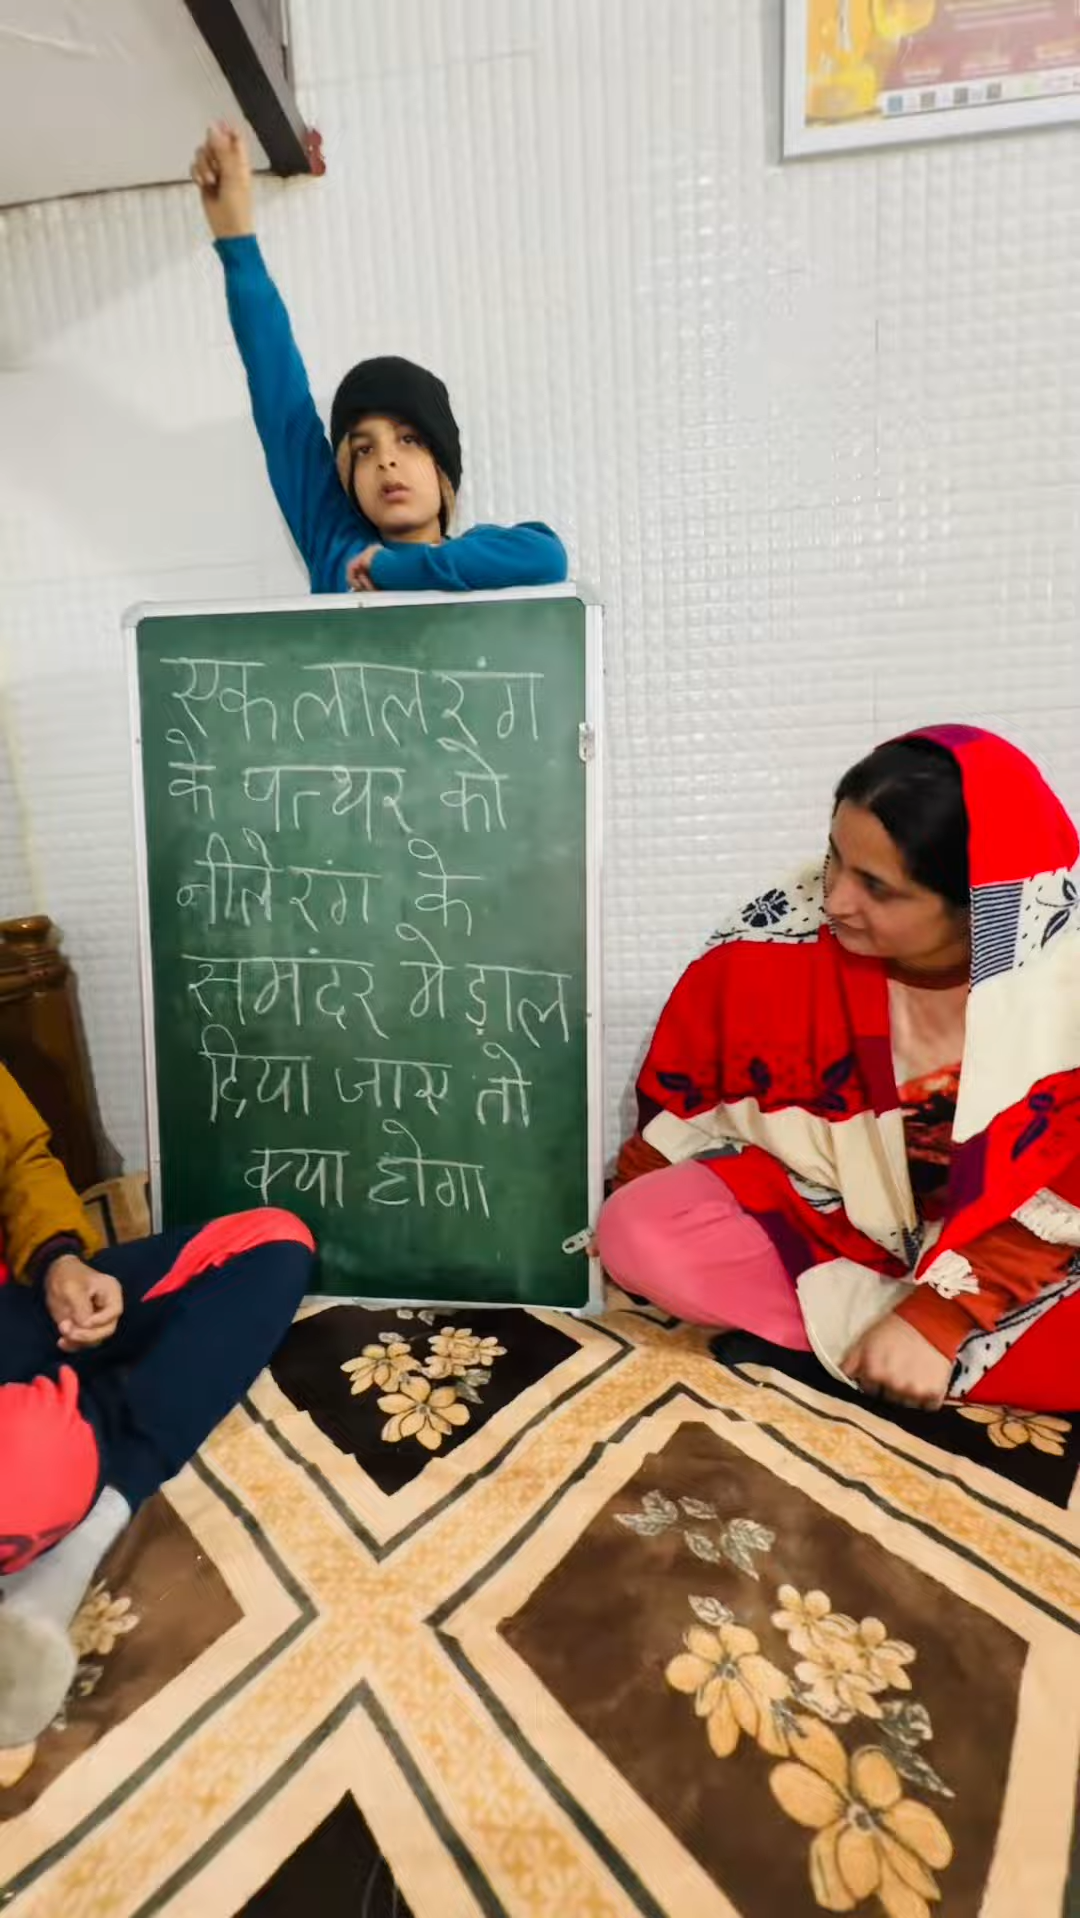 एक लाल रंग
के पत्थर को
नीले रंग के
समंदर मे ड़ाल
दिया जाए तो
क्या होगा